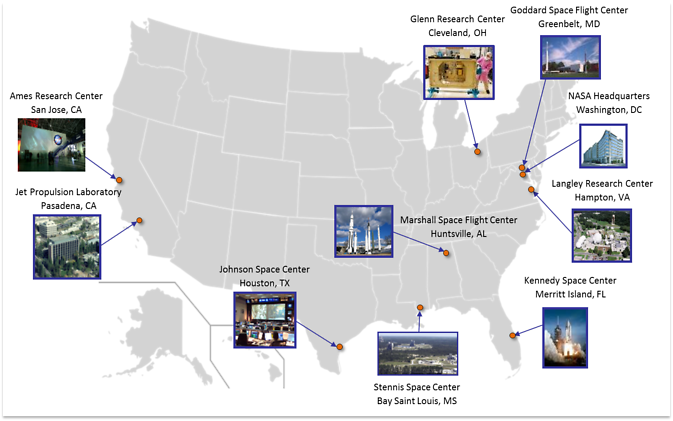 Goddard Space Flight Center
Greenbelt, MD
Glenn Research Center
Cleveland, OH
NASA Headquarters
Washington, DC
Ames Research Center
San Jose, CA
Langley Research Center
Hampton, VA
Jet Propulsion Laboratory
Pasadena, CA
Marshall Space Flight Center
Huntsville, AL
Johnson Space Center
Houston, TX
Kennedy Space Center
Merritt Island, FL
Stennis Space Center
Bay Saint Louis, MS